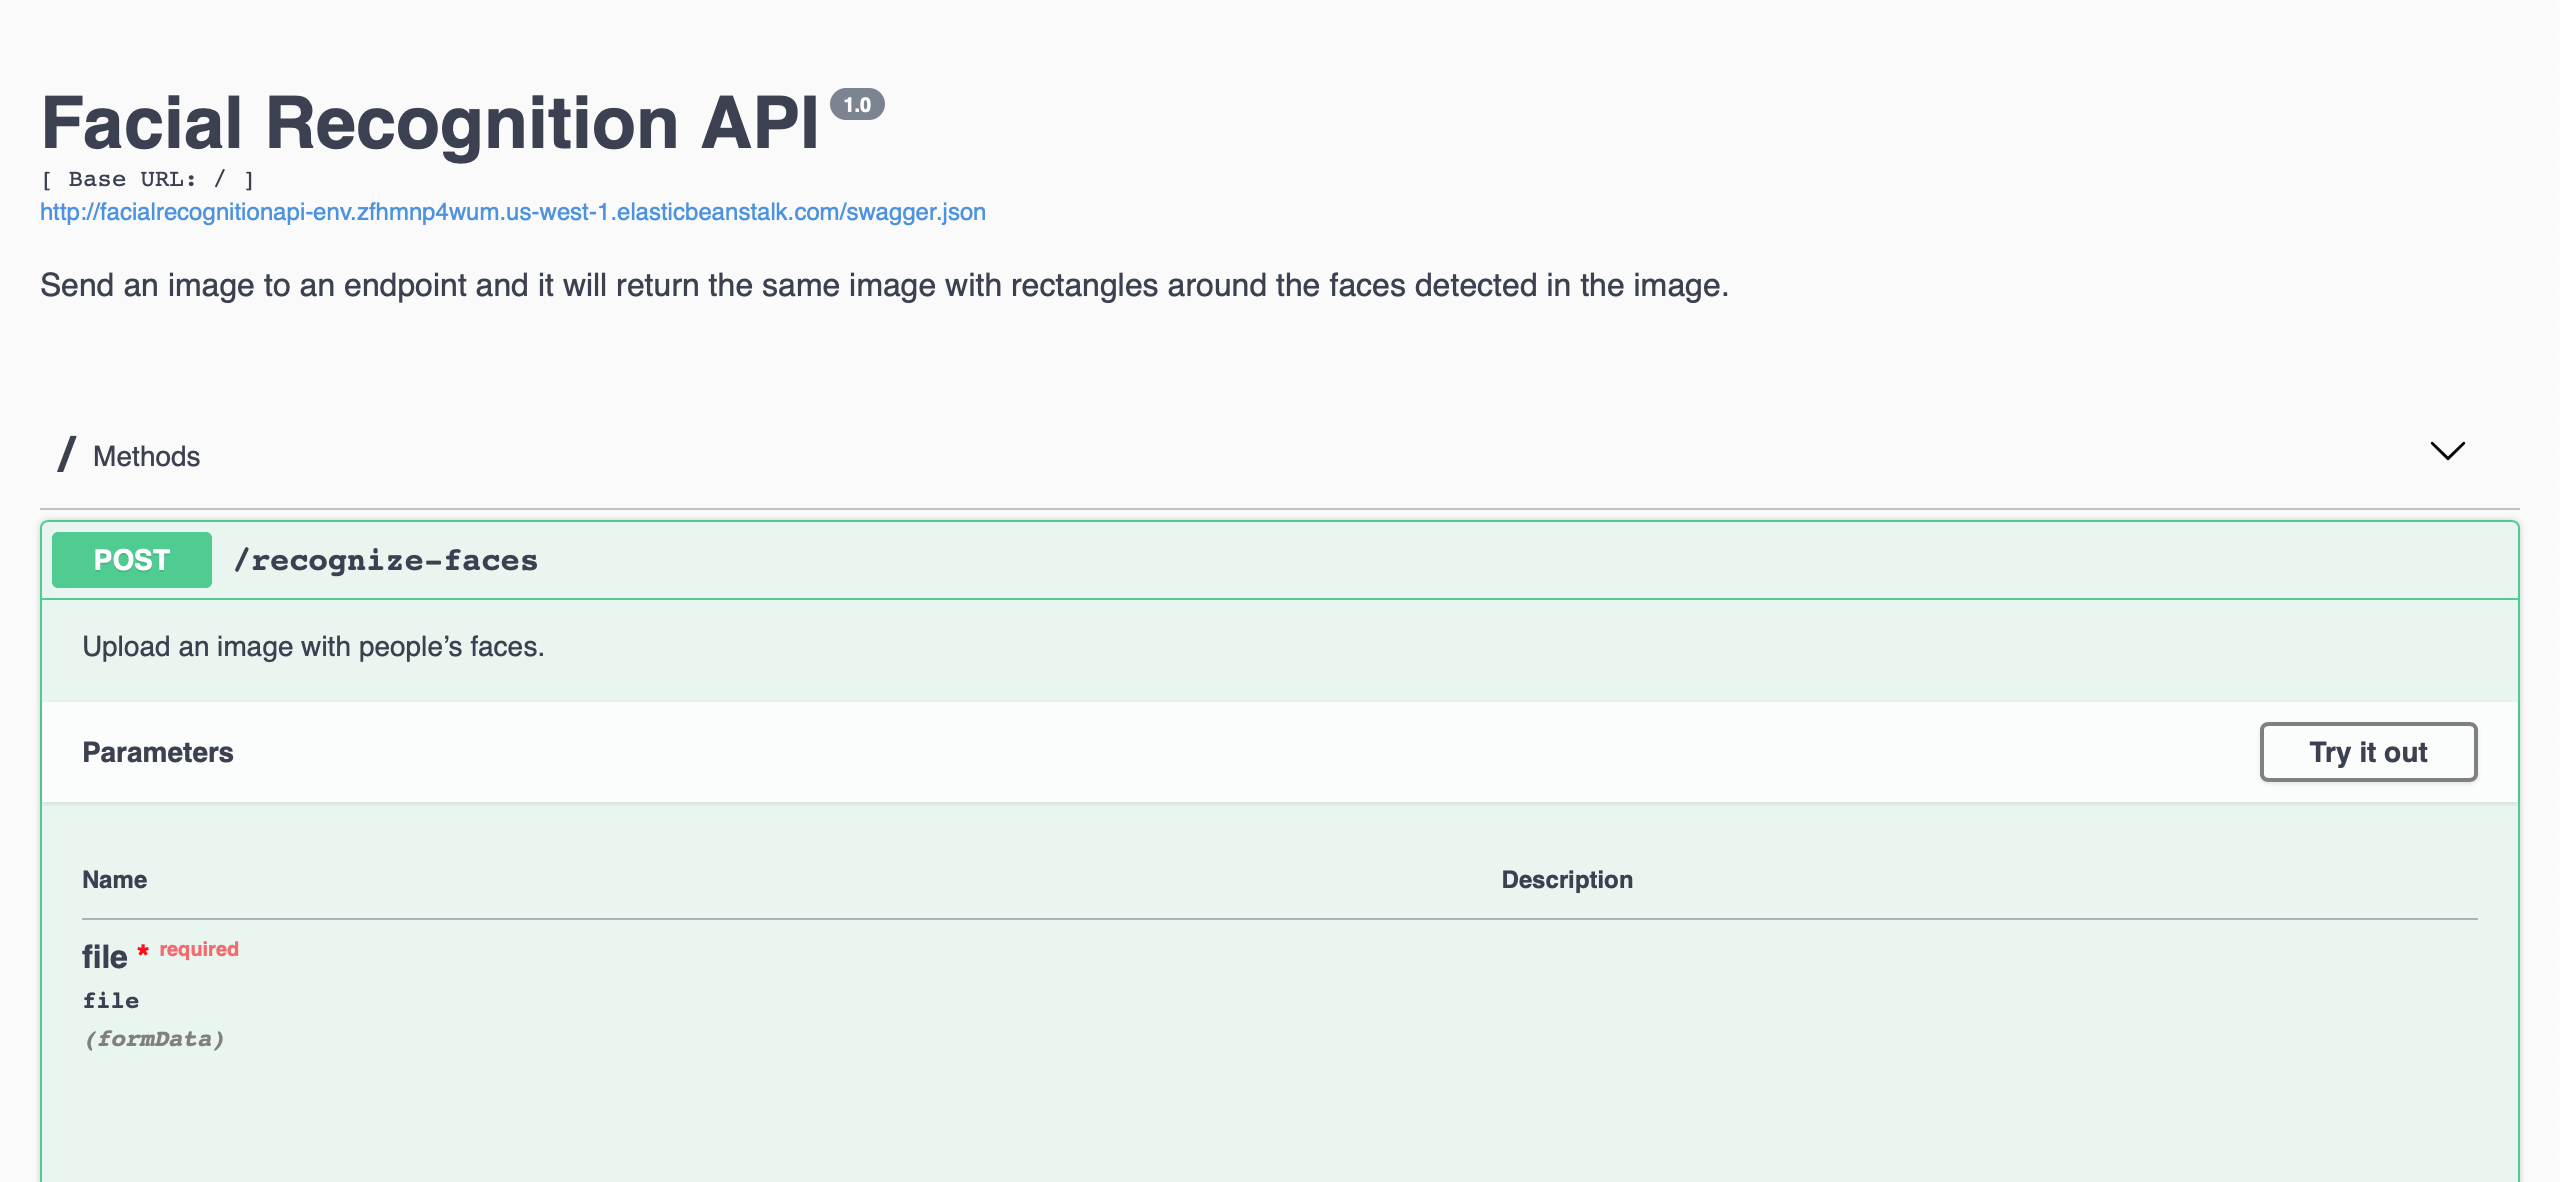 Facial Recognition API 1.0
[ Base URL: / ]
http://facialrecognitionapi-env.zfhmnp4wum.us-west-1.elasticbeanstalk.com/swagger.json
Send an image to an endpoint and it will return the same image with rectangles around the faces detected in the image.
/ Methods
POST /recognize-faces
Upload an image with people’s faces.
Parameters Try it out
Name Description
file * required
file
(formData)